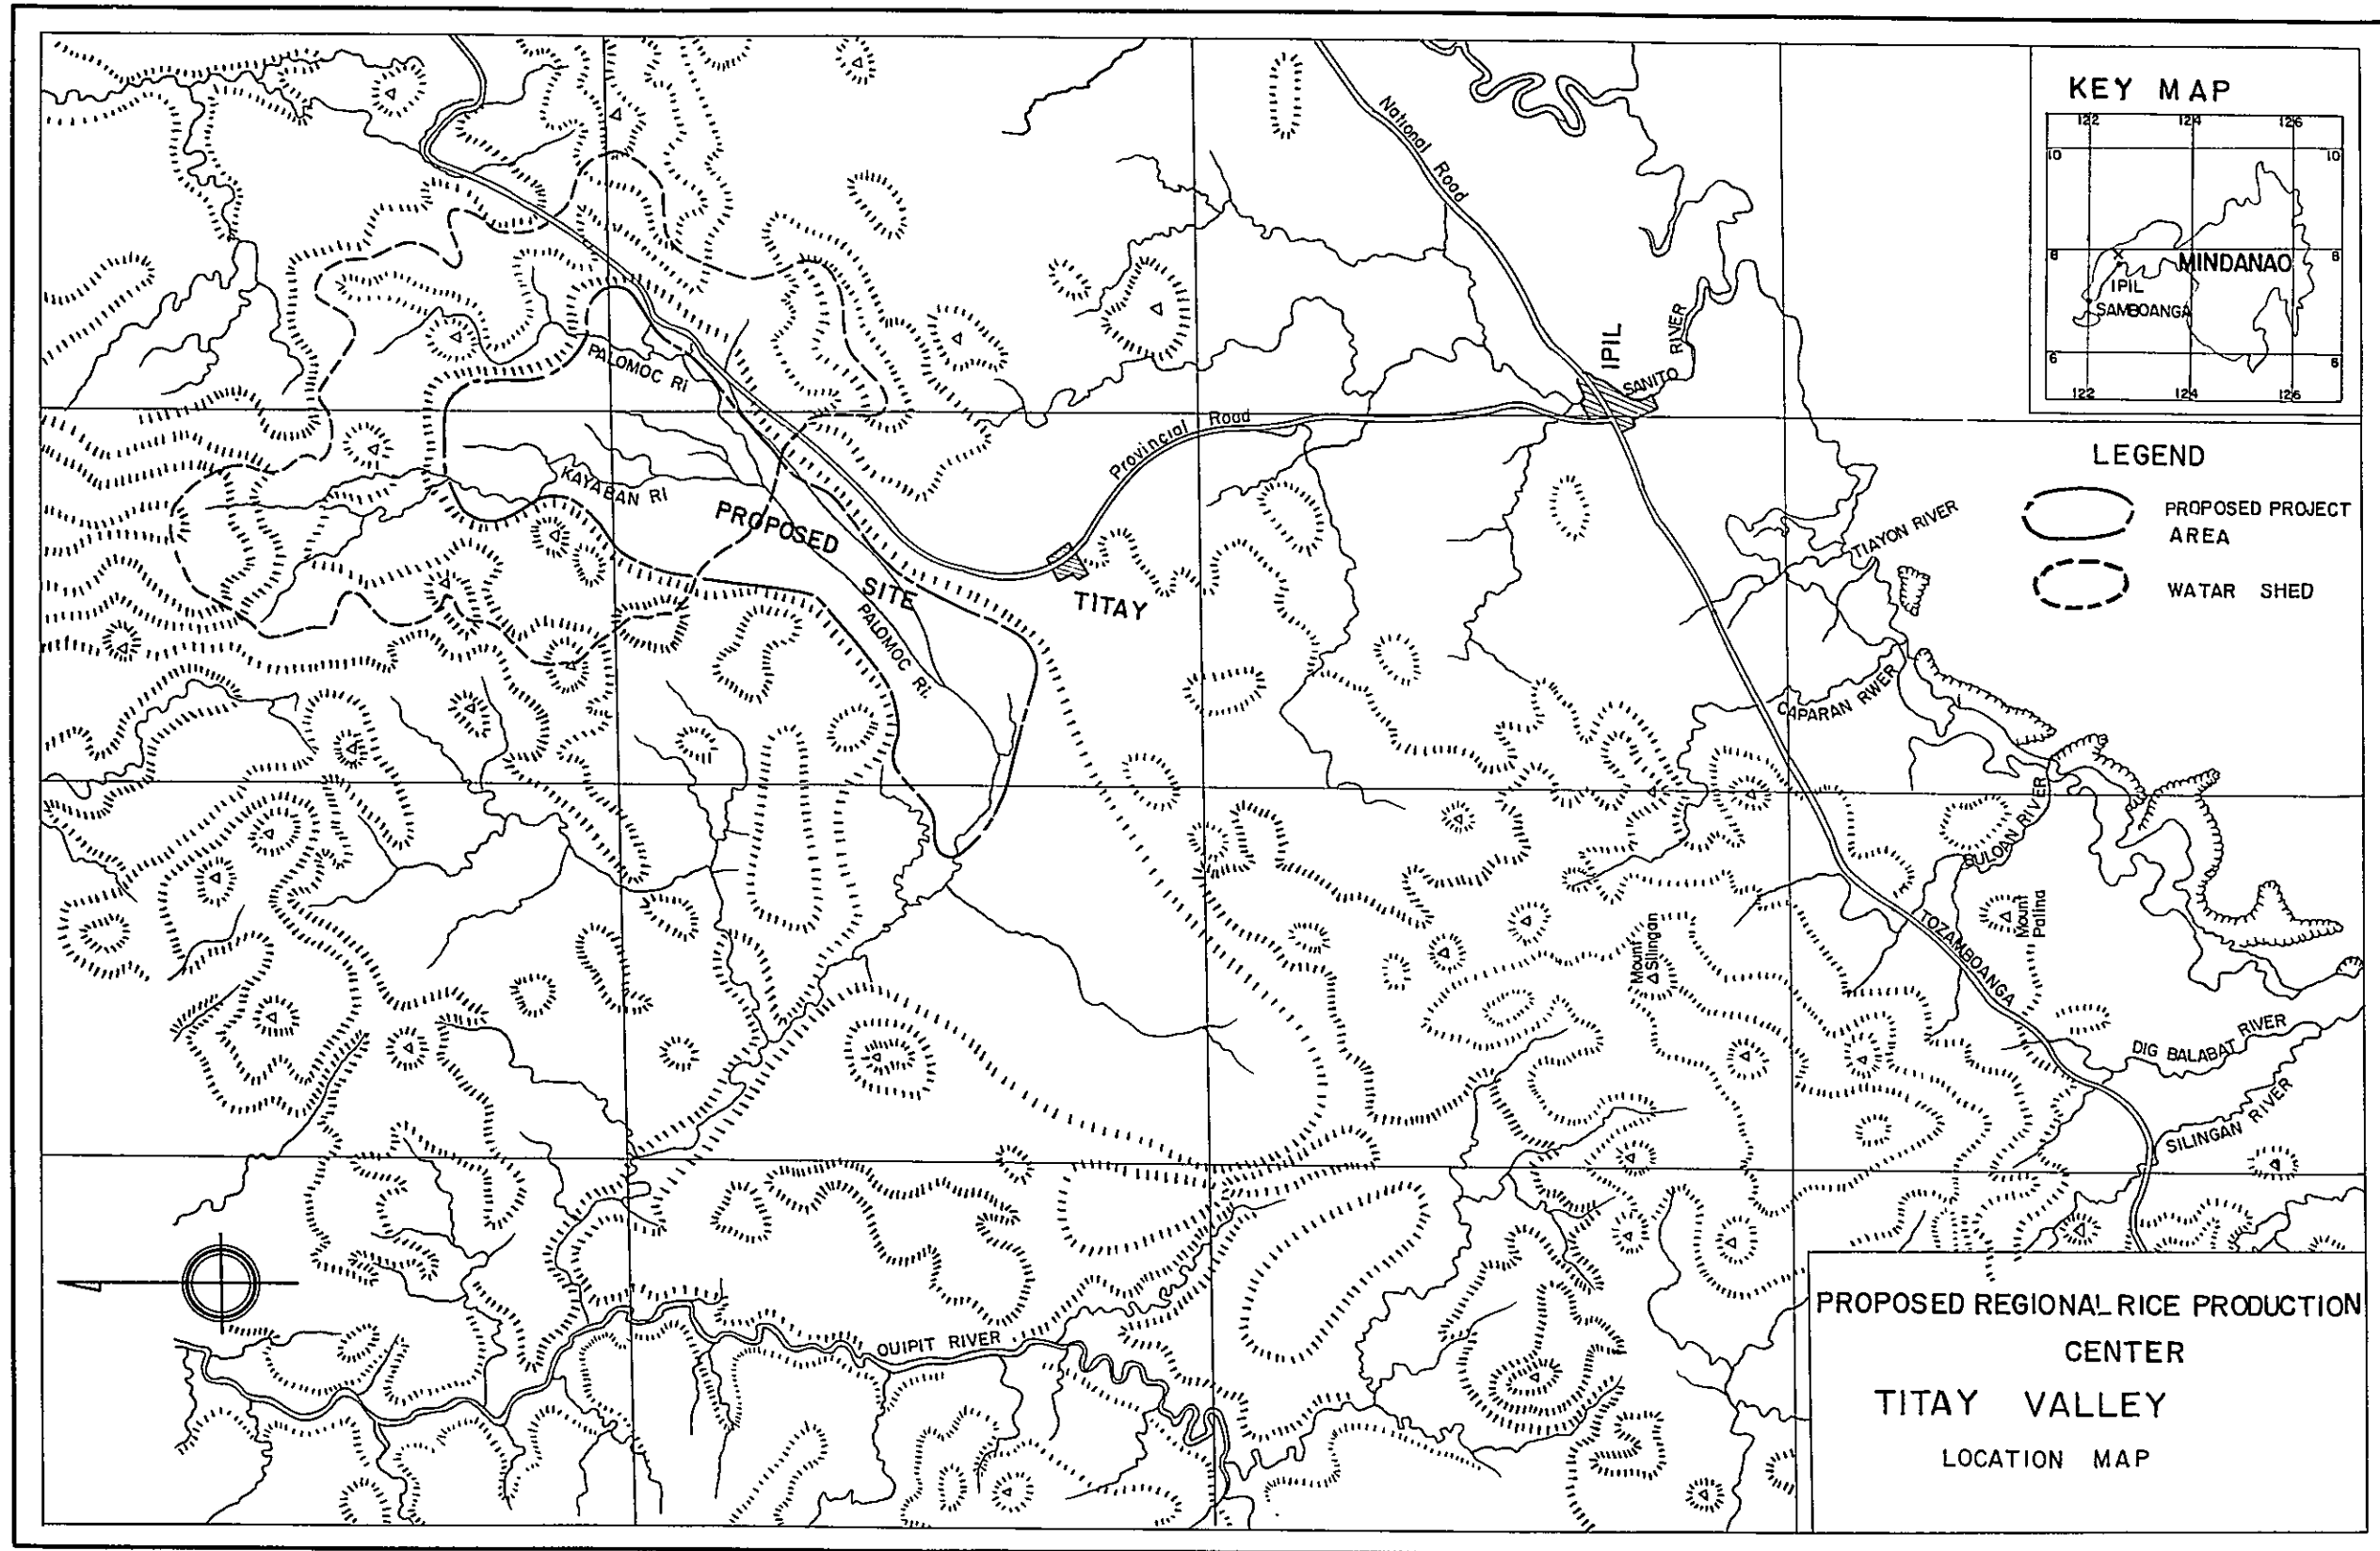 KEY MAP
122 124 126
10 10
8 8
MINDANAO
IPIL
SAMBOANGA
6 6
122 124 126
LEGEND
PROPOSED PROJECT
AREA
WATAR SHED
National Road
IPIL
SANITO RIVER
PALOMOC Ri
Provincial Road
KAYABAN RI
PROPOSED
SITE
TITAY
PALOMOC Ri.
TIAYON RIVER
CAPARAN RWER
BULOAN RIVER
Mount
Palina
Mount
Silingan
TOZAMBOANGA
DIG BALABAT RIVER
SILINGAN RIVER
QUIPIT RIVER
PROPOSED REGIONAL RICE PRODUCTION
CENTER
TITAY VALLEY
LOCATION MAP